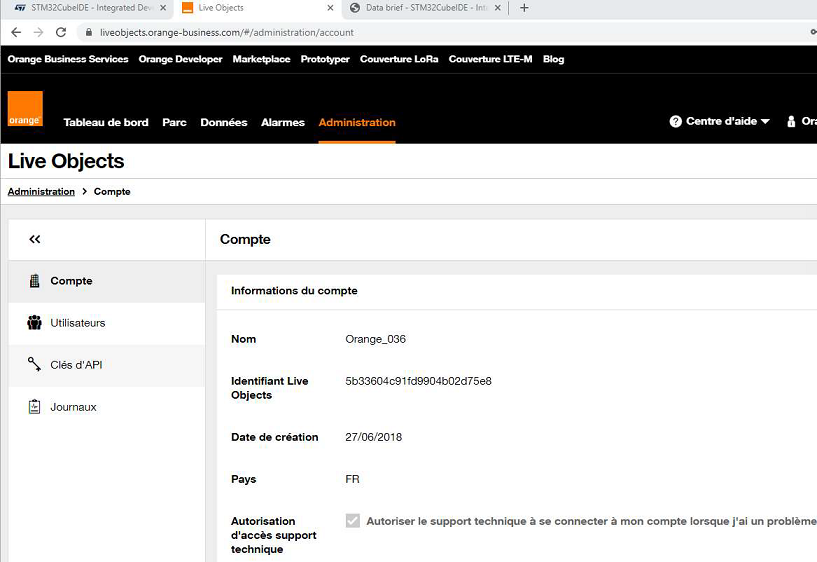 STM32CubeIDE - Integrated Dev
Live Objects
Data brief - STM32CubeIDE - Int
liveobjects.orange-business.com/#/administration/account
Orange Business Services Orange Developer Marketplace Prototyper Couverture LoRa Couverture LTE-M Blog
orange
Tableau de bord Parc Données Alarmes Administration Centre d'aide Ora
Live Objects
Administration > Compte
Compte
Compte
Informations du compte
Utilisateurs
Nom Orange_036
Clés d'API
Identifiant Live Objects 5b33604c91fd9904b02d75e8
Journaux
Date de création 27/06/2018
Pays FR
Autorisation d'accès support technique Autoriser le support technique à se connecter à mon compte lorsque j'ai un problème